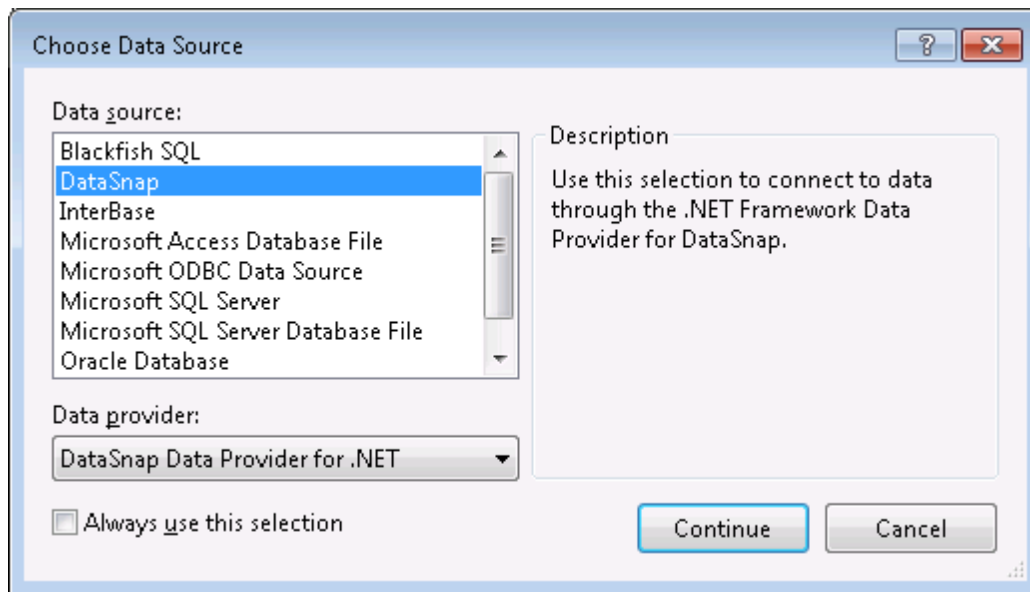 Choose Data Source
?
Data source:
Blackfish SQL
DataSnap
InterBase
Microsoft Access Database File
Microsoft ODBC Data Source
Microsoft SQL Server
Microsoft SQL Server Database File
Oracle Database
Description
Use this selection to connect to data
through the .NET Framework Data
Provider for DataSnap.
Data provider:
DataSnap Data Provider for .NET
Always use this selection
Continue
Cancel